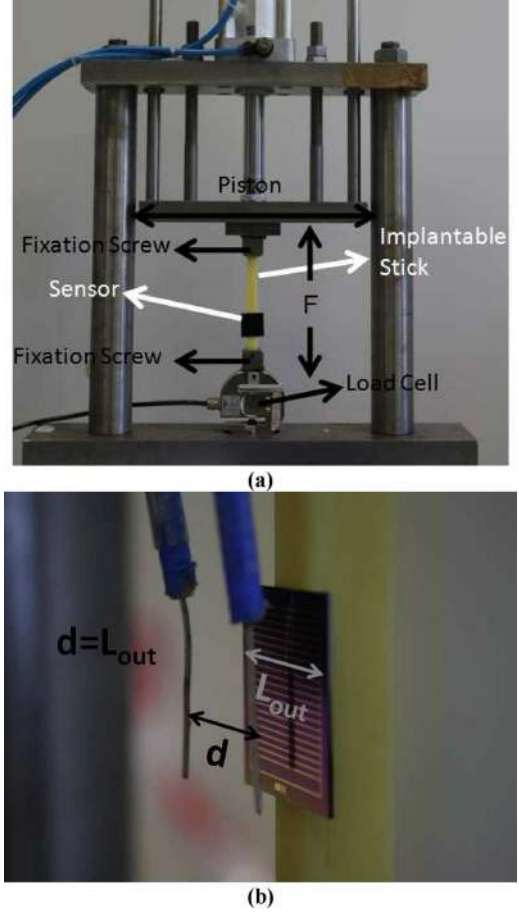 Piston
Fixation Screw
Implantable
Stick
Sensor
F
Fixation Screw
Load Cell
(a)
d=Lout
Lout
d
(b)